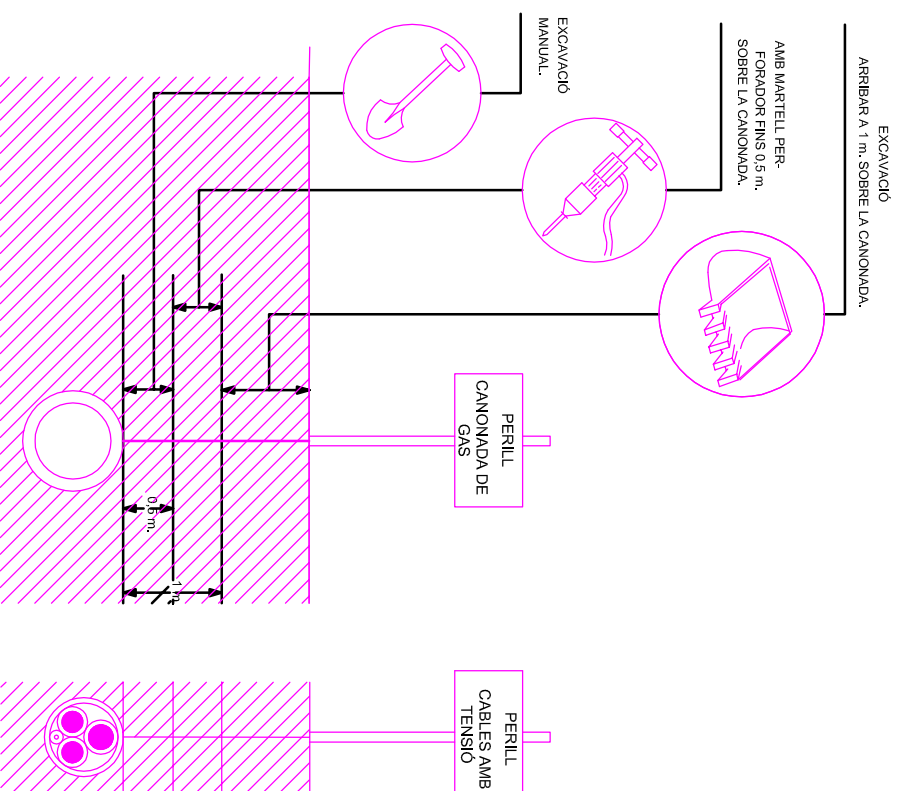 EXCAVACIÓ
ARRIBAR A 1 m. SOBRE LA CANONADA.
AMB MARTELL PER-
FORADOR FINS 0,5 m.
SOBRE LA CANONADA.
EXCAVACIÓ
MANUAL.
PERILL
CANONADA DE
GAS
0,5 m.
1 m.
PERILL
CABLES AMB
TENSIÓ